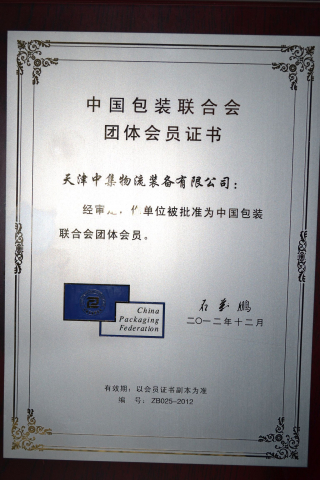 中国包装联合会
团体会员证书
天津中集物流装备有限公司：
经审 单位被批准为中国包装
联合会团体会员。
China
Packaging
Federation
二〇一二年十二月
有效期：以会员证书副本为准
编 号：ZB025-2012